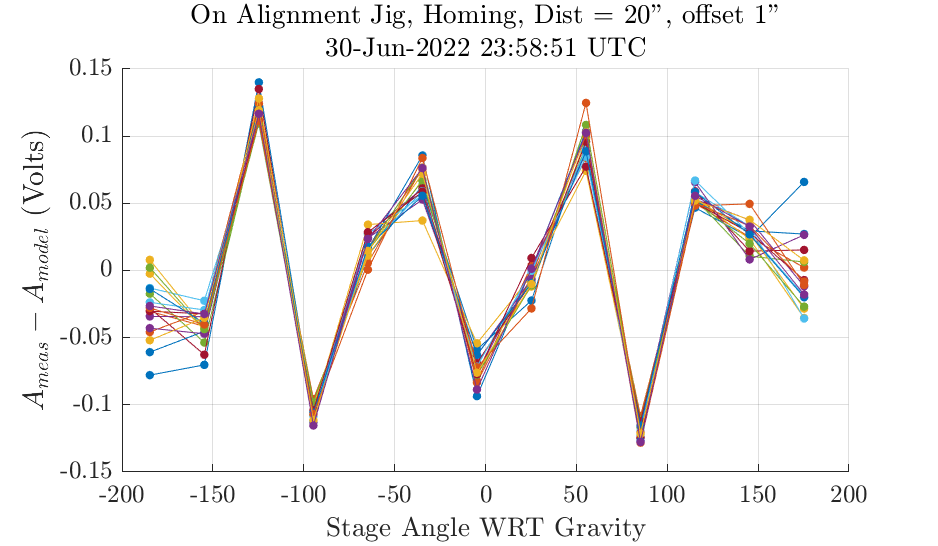 On Alignment Jig, Homing, Dist = 20", offset 1"
30-Jun-2022 23:58:51 UTC
0.15
0.1
0.05
0
-0.05
-0.1
-0.15
A_meas − A_model (Volts)
-200 -150 -100 -50 0 50 100 150 200
Stage Angle WRT Gravity